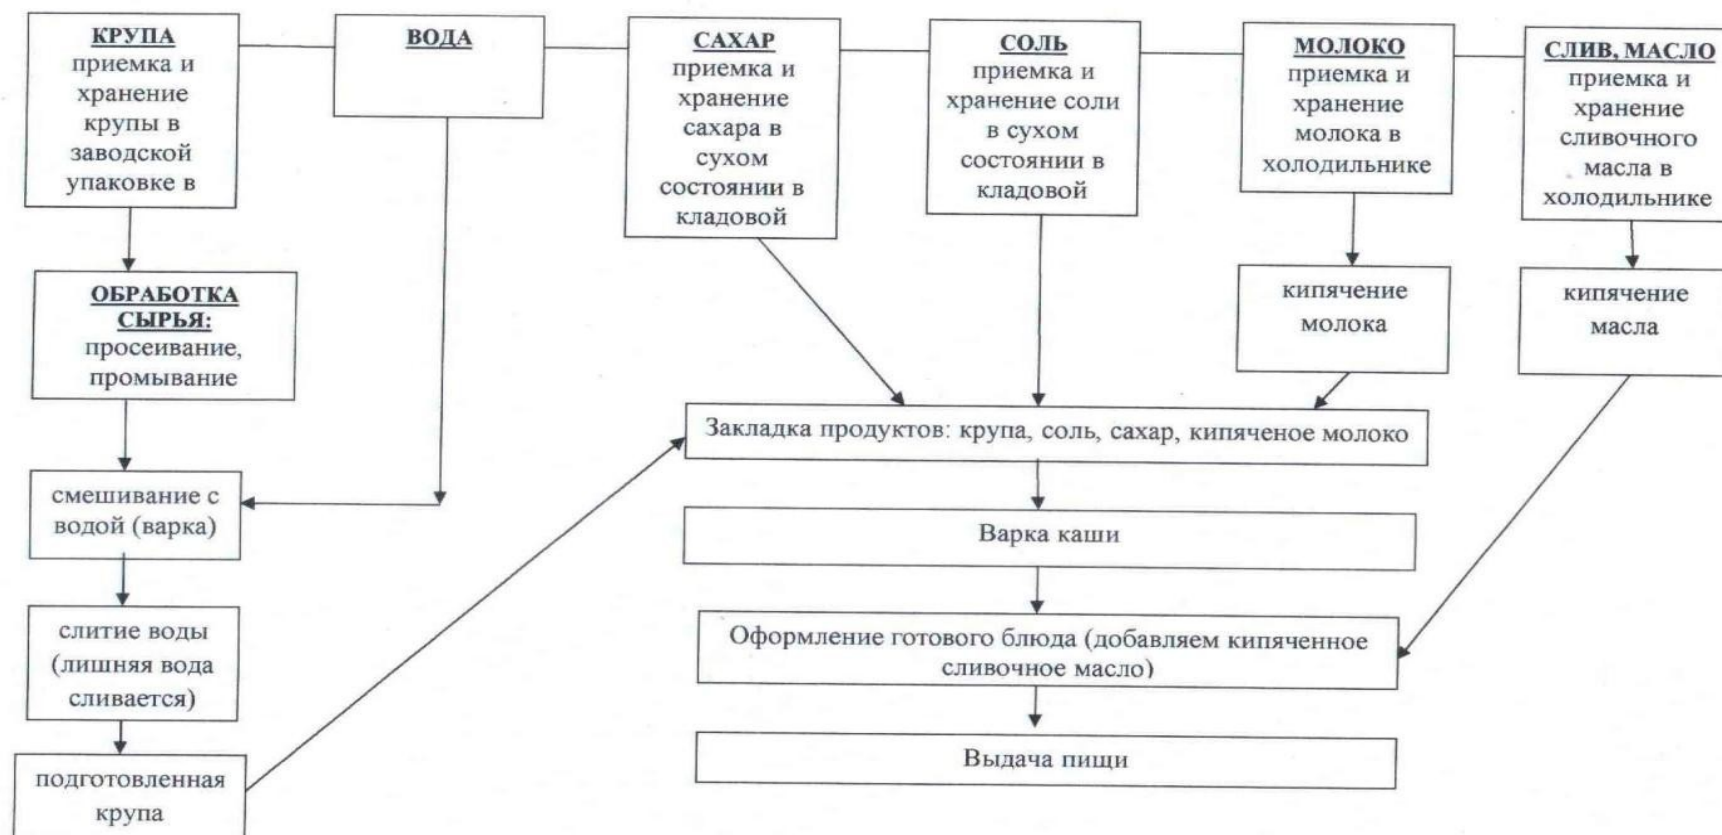 КРУПА
приемка и
хранение
крупы в
заводской
упаковке в
ВОДА
САХАР
приемка и
хранение
сахара в
сухом
состоянии в
кладовой
СОЛЬ
приемка и
хранение соли
в сухом
состоянии в
кладовой
МОЛОКО
приемка и
хранение
молока в
холодильнике
СЛИВ, МАСЛО
приемка и
хранение
сливочного
масла в
холодильнике
ОБРАБОТКА
СЫРЬЯ:
просеивание,
промывание
кипячение
молока
кипячение
масла
Закладка продуктов: крупа, соль, сахар, кипяченое молоко
смешивание с
водой (варка)
Варка каши
слитие воды
(лишняя вода
сливается)
Оформление готового блюда (добавляем кипяченное
сливочное масло)
подготовленная
крупа
Выдача пищи